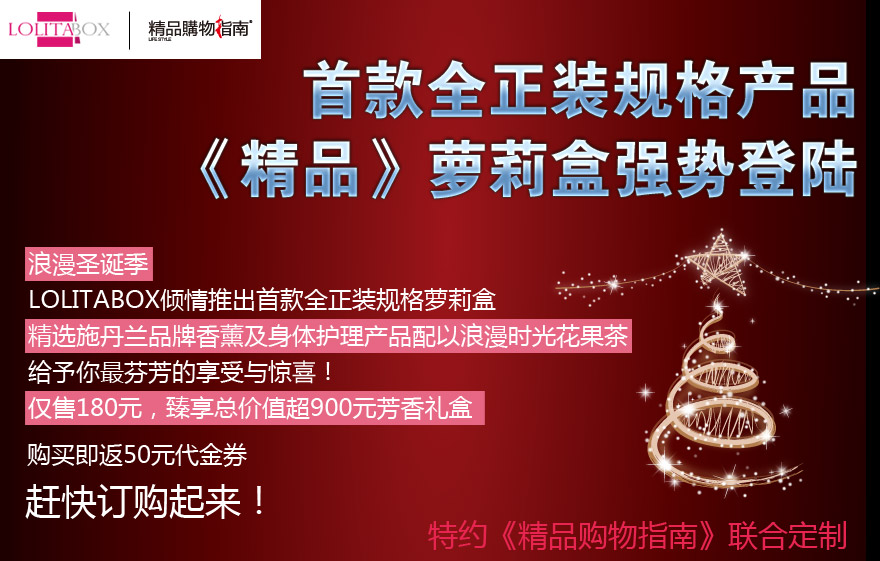 LOLITABOX
精品購物指南®
LIFE STYLE
首款全正装规格产品
《精品》萝莉盒强势登陆
浪漫圣诞季
LOLITABOX倾情推出首款全正装规格萝莉盒
精选施丹兰品牌香薰及身体护理产品配以浪漫时光花果茶
给予你最芬芳的享受与惊喜！
仅售180元，臻享总价值超900元芳香礼盒
购买即返50元代金券
赶快订购起来！
特约《精品购物指南》联合定制